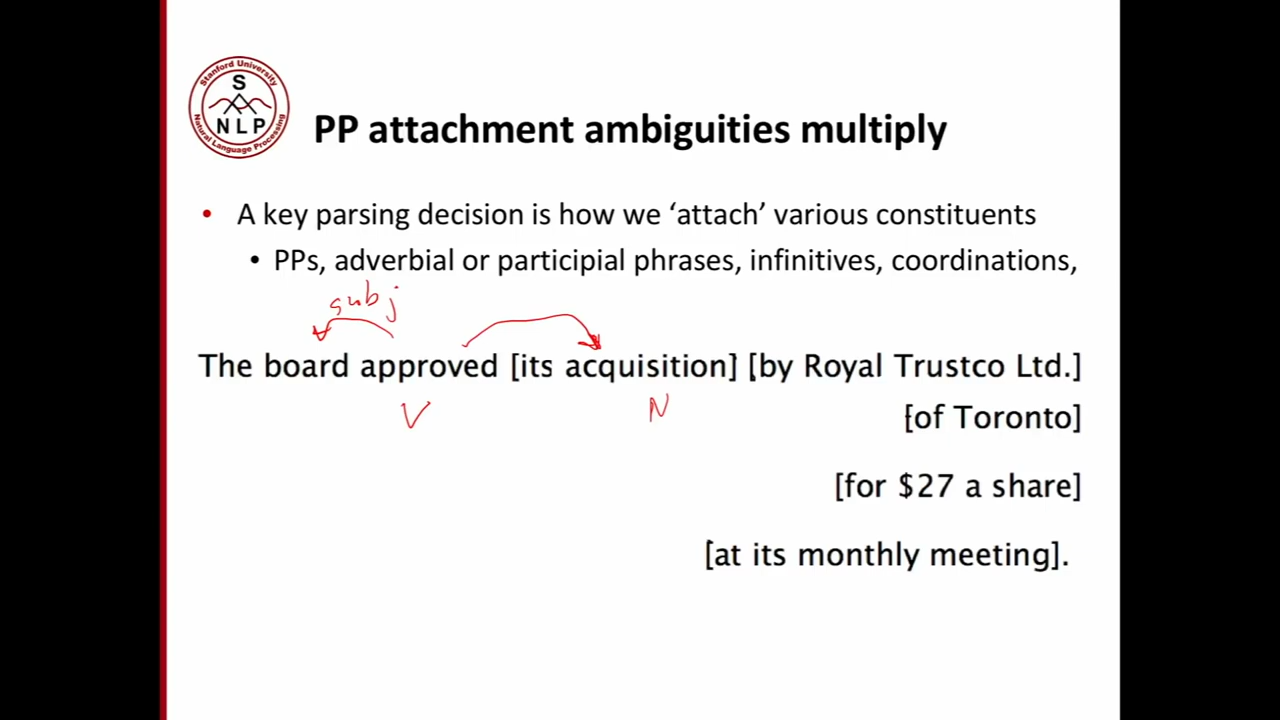 Stanford University
S
NLP
Natural Language Processing
PP attachment ambiguities multiply
• A key parsing decision is how we ‘attach’ various constituents
• PPs, adverbial or participial phrases, infinitives, coordinations,
subj
The board approved [its acquisition] [by Royal Trustco Ltd.]
V N
[of Toronto]
[for $27 a share]
[at its monthly meeting].